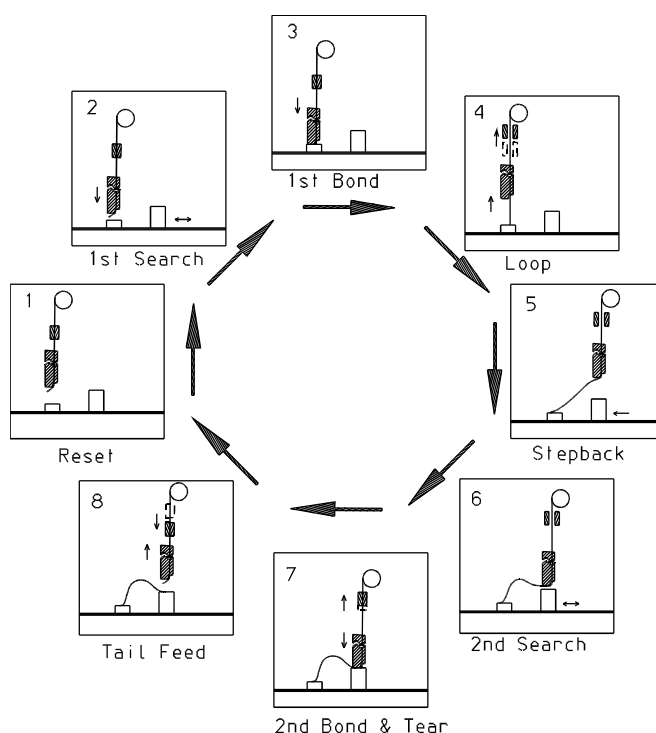 1
Reset
2
1st Search
3
1st Bond
4
Loop
5
Stepback
6
2nd Search
7
2nd Bond & Tear
8
Tail Feed